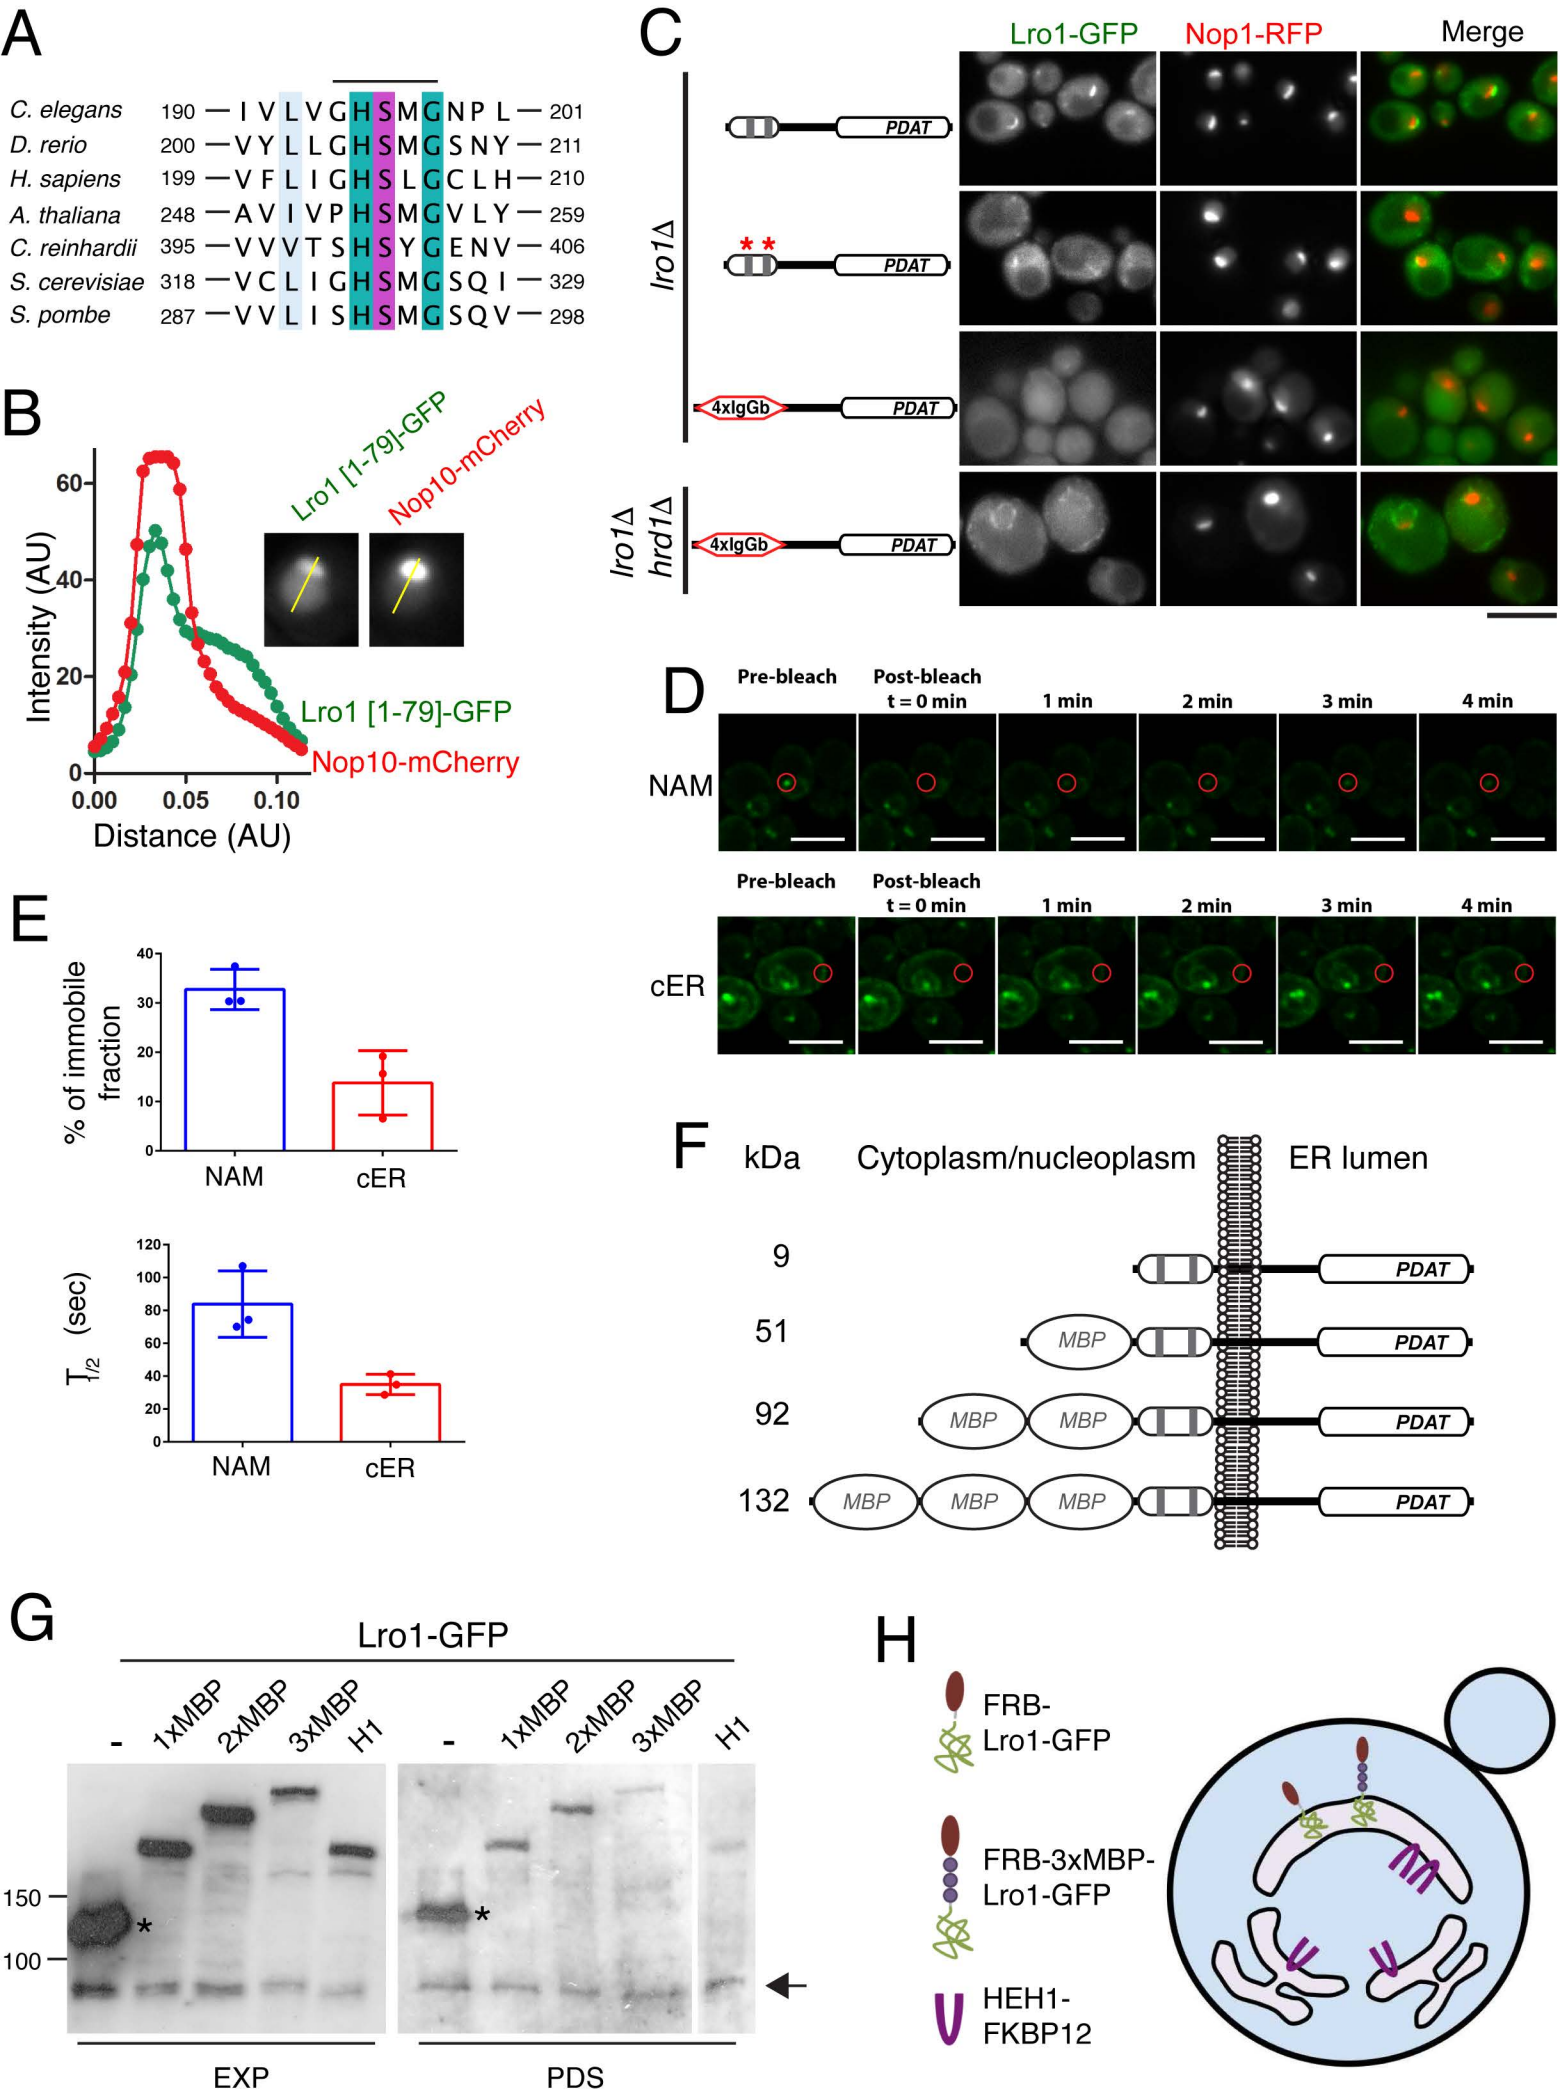 A
C. elegans 190 — I V L V G H S M G N P L — 201
D. rerio 200 — V Y L L G H S M G S N Y — 211
H. sapiens 199 — V F L I G H S L G C L H — 210
A. thaliana 248 — A V I V P H S M G V L Y — 259
C. reinhardii 395 — V V V T S H S Y G E N V — 406
S. cerevisiae 318 — V C L I G H S M G S Q I — 329
S. pombe 287 — V V L I S H S M G S Q V — 298
B
Lro1 [1-79]-GFP
Nop10-mCherry
Intensity (AU)
60
40
20
0
0.00 0.05 0.10
Distance (AU)
Lro1 [1-79]-GFP
Nop10-mCherry
C
Lro1-GFP Nop1-RFP Merge
lro1Δ
PDAT
* *
PDAT
4xIgGb PDAT
lro1Δ
hrd1Δ
4xIgGb PDAT
D
Pre-bleach Post-bleach
t = 0 min 1 min 2 min 3 min 4 min
NAM
Pre-bleach Post-bleach
t = 0 min 1 min 2 min 3 min 4 min
cER
E
% of immobile
fraction
40
30
20
10
0
NAM cER
T1/2 (sec)
120
100
80
60
40
20
0
NAM cER
F
kDa Cytoplasm/nucleoplasm ER lumen
9 PDAT
51 MBP PDAT
92 MBP MBP PDAT
132 MBP MBP MBP PDAT
G
Lro1-GFP
- 1xMBP 2xMBP 3xMBP H1
- 1xMBP 2xMBP 3xMBP H1
150
100
*
*
EXP PDS
H
FRB-
Lro1-GFP
FRB-3xMBP-
Lro1-GFP
HEH1-
FKBP12